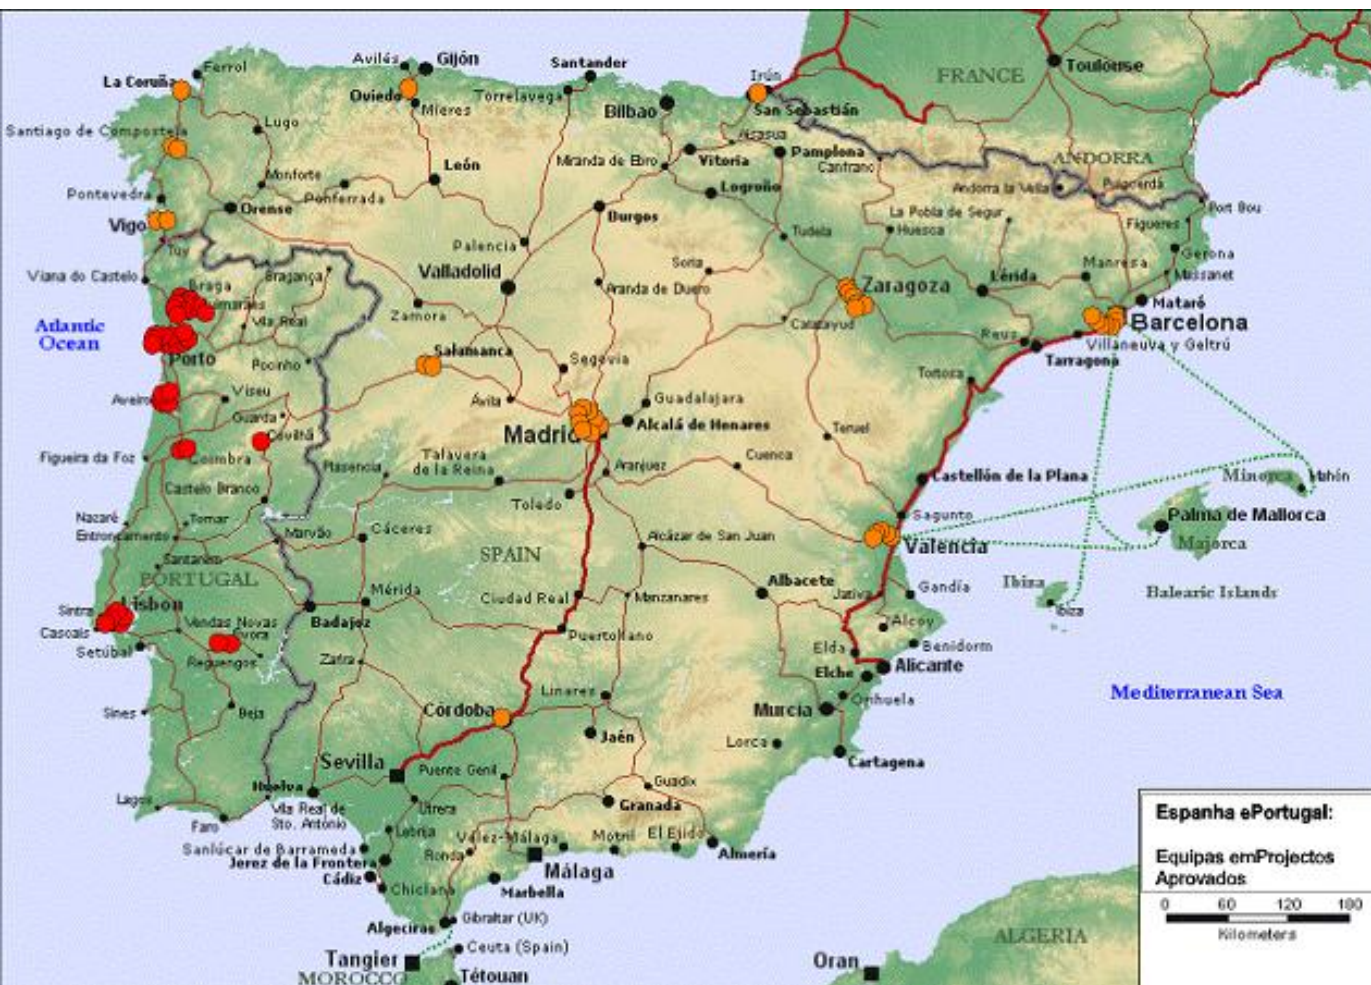 Ferrol
La Coruña
Avilés
Gijón
Oviedo
Mieres
Santander
Torrelavega
Bilbao
Irún
San Sebastián
FRANCE
Toulouse
Santiago de Compostela
Lugo
León
Miranda de Ebro
Alsasua
Vitoria
Pamplona
Canfranc
ANDORRA
Andorra la Vella
Puigcerdà
Port Bou
Pontevedra
Monforte
Ponferrada
Logroño
Vigo
Orense
Burgos
La Pobla de Segur
Huesca
Figueres
Tuy
Palencia
Tudela
Gerona
Viana do Castelo
Bragança
Valladolid
Soria
Lérida
Manresa
Massanet
Braga
Guimarães
Aranda de Duero
Zaragoza
Mataró
Atlantic
Ocean
Vila Real
Zamora
Calatayud
Reus
Barcelona
Villaneuva y Geltrú
Porto
Pocinho
Salamanca
Segovia
Tarragona
Tortosa
Aveiro
Viseu
Ávila
Guadalajara
Guarda
Madrid
Alcalá de Henares
Teruel
Covilhã
Figueira da Foz
Coimbra
Plasencia
Talavera
de la Reina
Aranjuez
Cuenca
Castellón de la Plana
Minorca
Mahón
Castelo Branco
Toledo
Nazaré
Tomar
Entroncamento
Marvão
Cáceres
Alcázar de San Juan
Sagunto
Palma de Mallorca
Majorca
Santarém
SPAIN
Valencia
PORTUGAL
Mérida
Ciudad Real
Manzanares
Albacete
Jativa
Gandía
Ibiza
Ibiza
Balearic Islands
Sintra
Lisbon
Cascais
Vendas Novas
Évora
Badajoz
Puertollano
Alcoy
Setúbal
Reguengos
Zafra
Elda
Benidorm
Elche
Alicante
Mediterranean Sea
Sines
Beja
Córdoba
Linares
Murcia
Orihuela
Jaén
Lorca
Sevilla
Puente Genil
Cartagena
Lagos
Huelva
Guadix
Faro
Vila Real de
Sto. António
Utrera
Granada
Espanha ePortugal:
Lebrija
Vélez-Málaga
Motril
El Ejido
Sanlúcar de Barrameda
Jerez de la Frontera
Ronda
Almería
Equipas emProjectos
Aprovados
Cádiz
Málaga
Chiclana
Marbella
0 60 120 180
Kilometers
Algeciras
Gibraltar (UK)
Ceuta (Spain)
ALGERIA
Tangier
Oran
MOROCCO
Tétouan